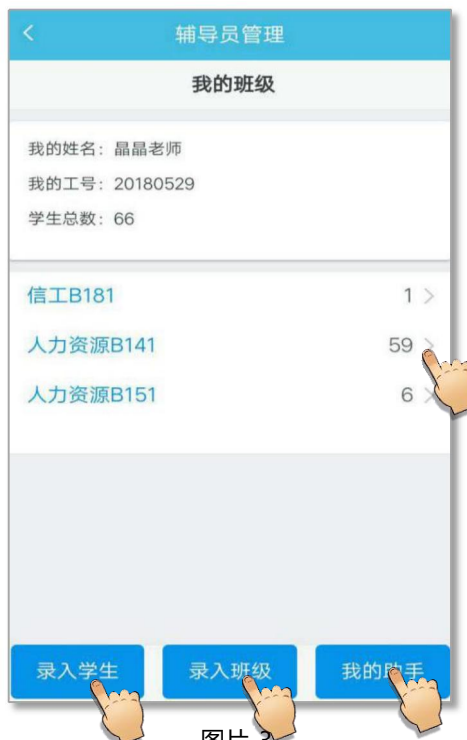 辅导员管理
我的班级
我的姓名：晶晶老师
我的工号：20180529
学生总数：66
信工B181 1
人力资源B141 59
人力资源B151 6
录入学生 录入班级 我的助手
图片 3